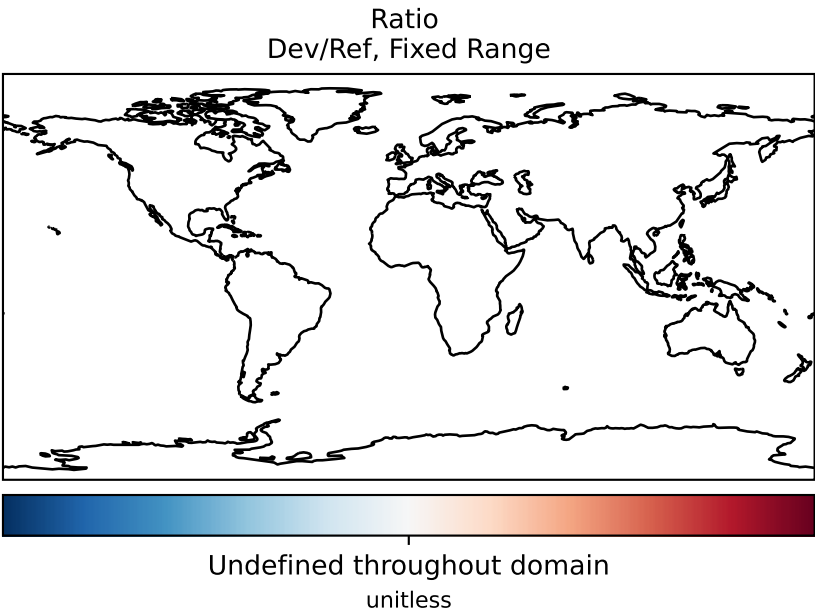 Ratio
Dev/Ref, Fixed Range
Undefined throughout domain
unitless